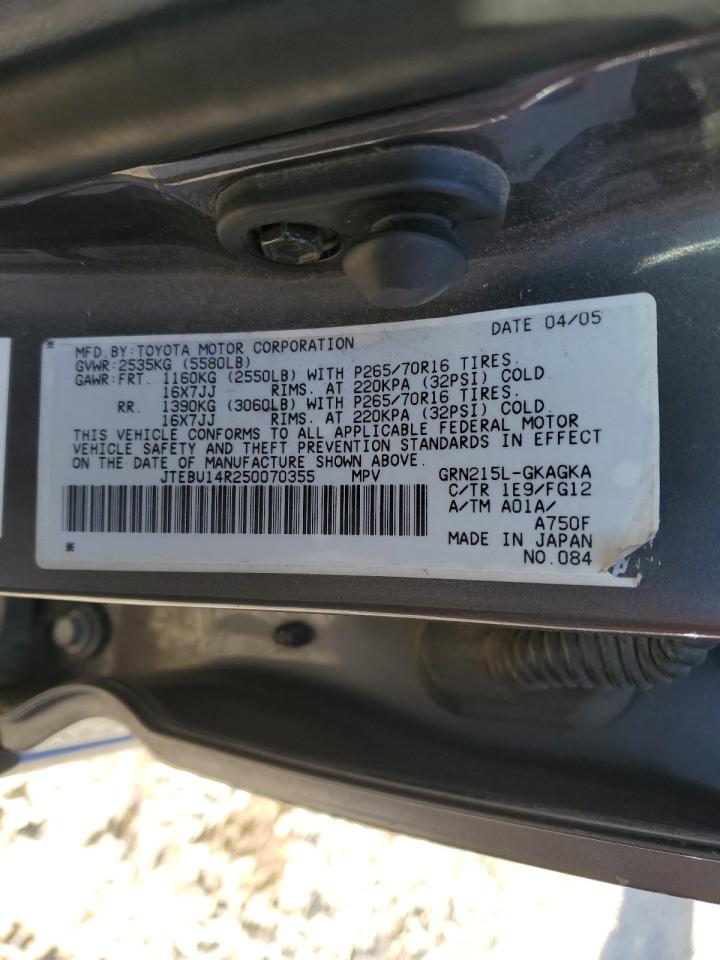 DATE 04/05
MFD.BY:TOYOTA MOTOR CORPORATION
GVWR:2535KG (5580LB)
GAWR:FRT. 1160KG (2550LB) WITH P265/70R16 TIRES.
16X7JJ RIMS. AT 220KPA (32PSI) COLD
RR. 1390KG (3060LB) WITH P265/70R16 TIRES.
16X7JJ RIMS. AT 220KPA (32PSI) COLD.
THIS VEHICLE CONFORMS TO ALL APPLICABLE FEDERAL MOTOR
VEHICLE SAFETY AND THEFT PREVENTION STANDARDS IN EFFECT
ON THE DATE OF MANUFACTURE SHOWN ABOVE.
JTEBU14R250070355 MPV GRN215L-GKAGKA
C/TR 1E9/FG12
A/TM A01A/
A750F
MADE IN JAPAN
NO.084